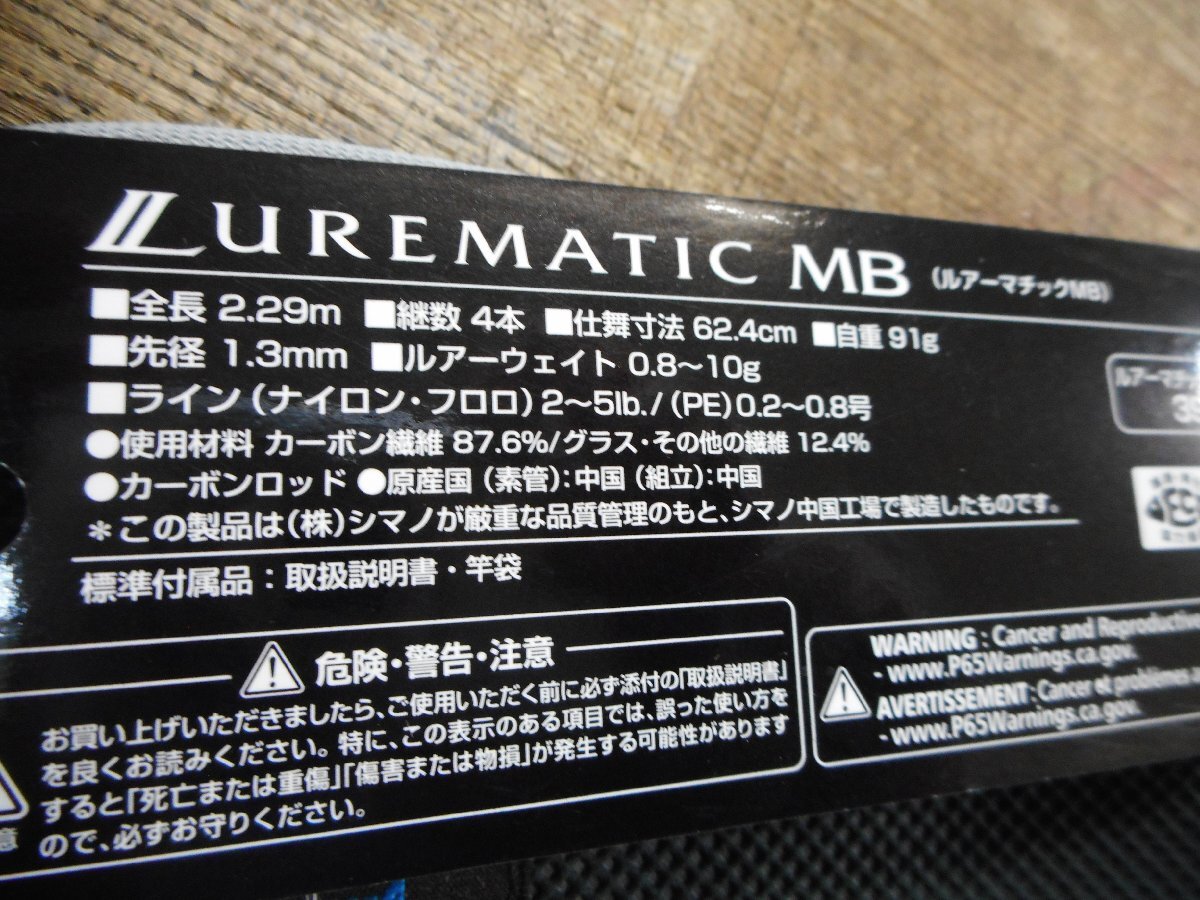 LUREMATIC MB (ルアーマチックMB)
■全長 2.29m ■継数 4本 ■仕舞寸法 62.4cm ■自重 91g
■先径 1.3mm ■ルアーウェイト 0.8～10g
■ライン(ナイロン・フロロ)2～5lb./(PE)0.2～0.8号
●使用材料 カーボン繊維 87.6%/グラス・その他の繊維 12.4%
●カーボンロッド ●原産国(素管):中国(組立):中国
＊この製品は(株)シマノが厳重な品質管理のもと、シマノ中国工場で製造したものです。
標準付属品:取扱説明書・竿袋
危険・警告・注意
お買い上げいただきましたら、ご使用いただく前に必ず添付の「取扱説明書」
を良くお読みください。特に、この表示のある項目では、誤った使い方を
すると「死亡または重傷」「傷害または物損」が発生する可能性があります
ので、必ずお守りください。
WARNING : Cancer and Reproductive
- www.P65Warnings.ca.gov.
AVERTISSEMENT : Cancer et problèmes
- www.P65Warnings.ca.gov.